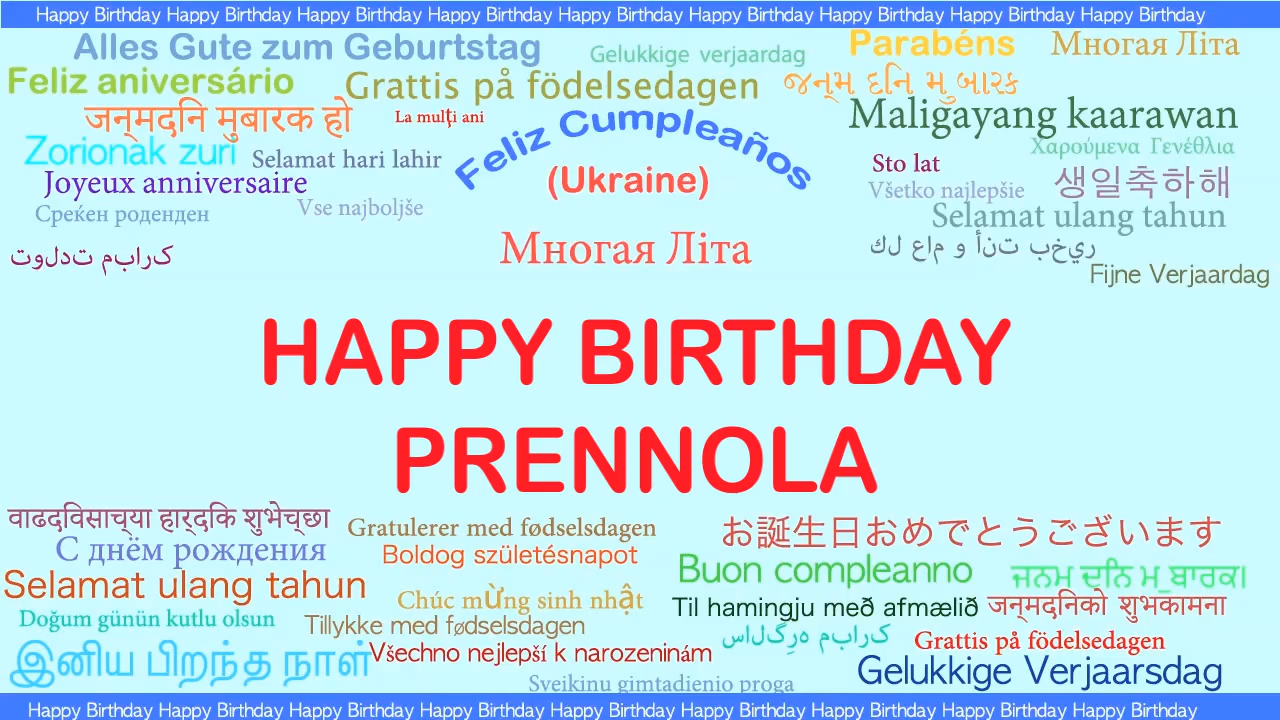 Happy Birthday Happy Birthday Happy Birthday Happy Birthday Happy Birthday Happy Birthday Happy Birthday Happy Birthday Happy Birthday
Alles Gute zum Geburtstag
Gelukkige verjaardag
Parabéns
Многая Літа
Feliz aniversário
Grattis på födelsedagen
જન્મ દનિ મુબારક
जन्मदनि मुबारक हो
La mulţi ani
Feliz Cumpleaños
Maligayang kaarawan
Zorionak zuri
Selamat hari lahir
Χαρούμενα Γενέθλια
Sto lat
Joyeux anniversaire
(Ukraine)
Všetko najlepšie
생일축하해
Среќен роденден
Vse najboljše
Selamat ulang tahun
Многая Літа
كل عام و أنت بخير
تولدت مبارک
Fijne Verjaardag
HAPPY BIRTHDAY
PRENNOLA
वाढदविसाच्या हार्दकि शुभेच्छा
Gratulerer med fødselsdagen
お誕生日おめでとうございます
С днём рождения
Boldog születésnapot
Buon compleanno
ਜਨਮ ਦਨਿ ਮੁਬਾਰਕ।
Selamat ulang tahun
Chúc mừng sinh nhật
Til hamingju með afmælið
जन्मदनिको शुभकामना
Doğum günün kutlu olsun
Tillykke med fødselsdagen
سالگرہ مبارک
Grattis på födelsedagen
இனிய பிறந்த நாள்
Všechno nejlepší k narozeninám
Gelukkige Verjaarsdag
Sveikinu gimtadienio proga
Happy Birthday Happy Birthday Happy Birthday Happy Birthday Happy Birthday Happy Birthday Happy Birthday Happy Birthday Happy Birthday